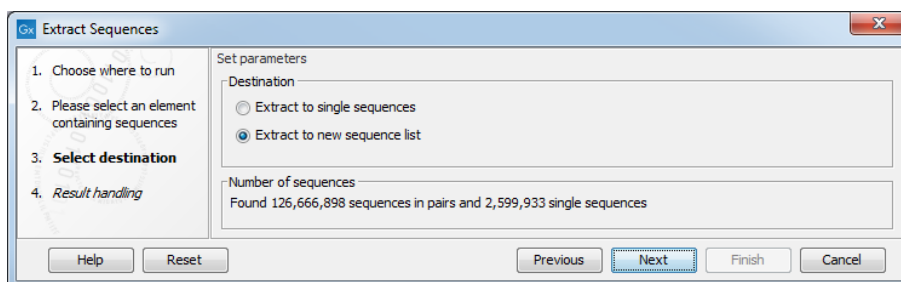 Gx Extract Sequences
1. Choose where to run
2. Please select an element
containing sequences
3. Select destination
4. Result handling
Set parameters
Destination
Extract to single sequences
Extract to new sequence list
Number of sequences
Found 126,666,898 sequences in pairs and 2,599,933 single sequences
Help Reset Previous Next Finish Cancel